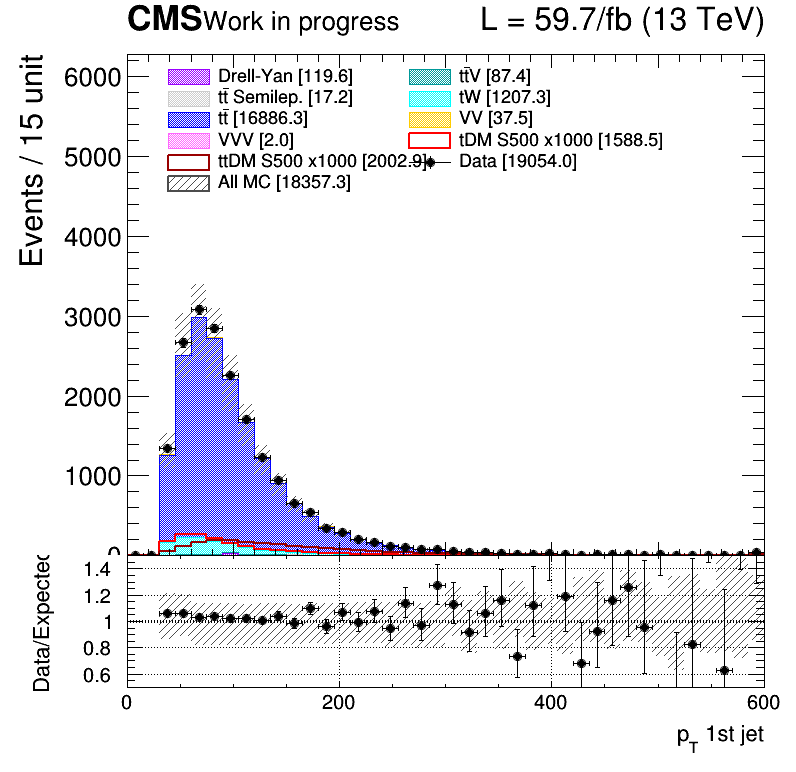 CMS Work in progress L = 59.7/fb (13 TeV)
Events / 15 unit
6000
5000
4000
3000
2000
1000
0
Drell-Yan [119.6]
tt̄ Semilep. [17.2]
tt̄ [16886.3]
VVV [2.0]
ttDM S500 x1000 [2002.9]
All MC [18357.3]
tt̄V [87.4]
tW [1207.3]
VV [37.5]
tDM S500 x1000 [1588.5]
Data [19054.0]
Data/Expected
1.4
1.2
1
0.8
0.6
0 200 400 600
p_T 1st jet